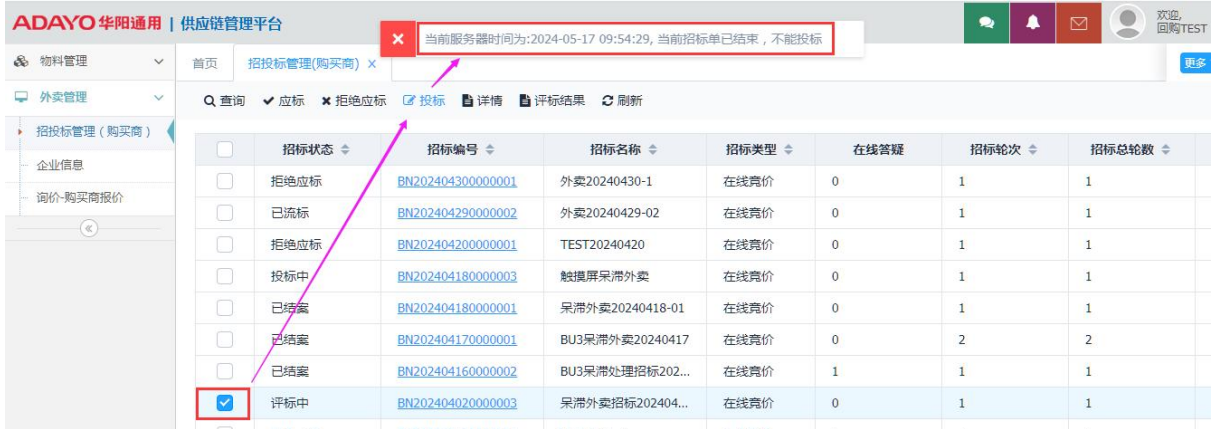 ADAYO 华阳通用 | 供应链管理平台
当前服务器时间为:2024-05-17 09:54:29, 当前招标单已结束，不能投标
欢迎,
回购TEST
物料管理
首页 招投标管理(购买商) ×
更多
外卖管理
查询 应标 拒绝应标 投标 详情 评标结果 刷新
招投标管理（购买商）
企业信息
询价-购买商报价
招标状态 招标编号 招标名称 招标类型 在线答疑 招标轮次 招标总轮数
拒绝应标 BN202404300000001 外卖20240430-1 在线竞价 0 1 1
已流标 BN202404290000002 外卖20240429-02 在线竞价 0 1 1
拒绝应标 BN202404200000001 TEST20240420 在线竞价 0 1 1
投标中 BN202404180000003 触摸屏呆滞外卖 在线竞价 0 1 1
已结案 BN202404180000001 呆滞外卖20240418-01 在线竞价 0 1 1
已结案 BN202404170000001 BU3呆滞外卖20240417 在线竞价 0 2 2
已结案 BN202404160000002 BU3呆滞处理招标202... 在线竞价 1 1 1
评标中 BN202404020000003 呆滞外卖招标202404... 在线竞价 0 1 1